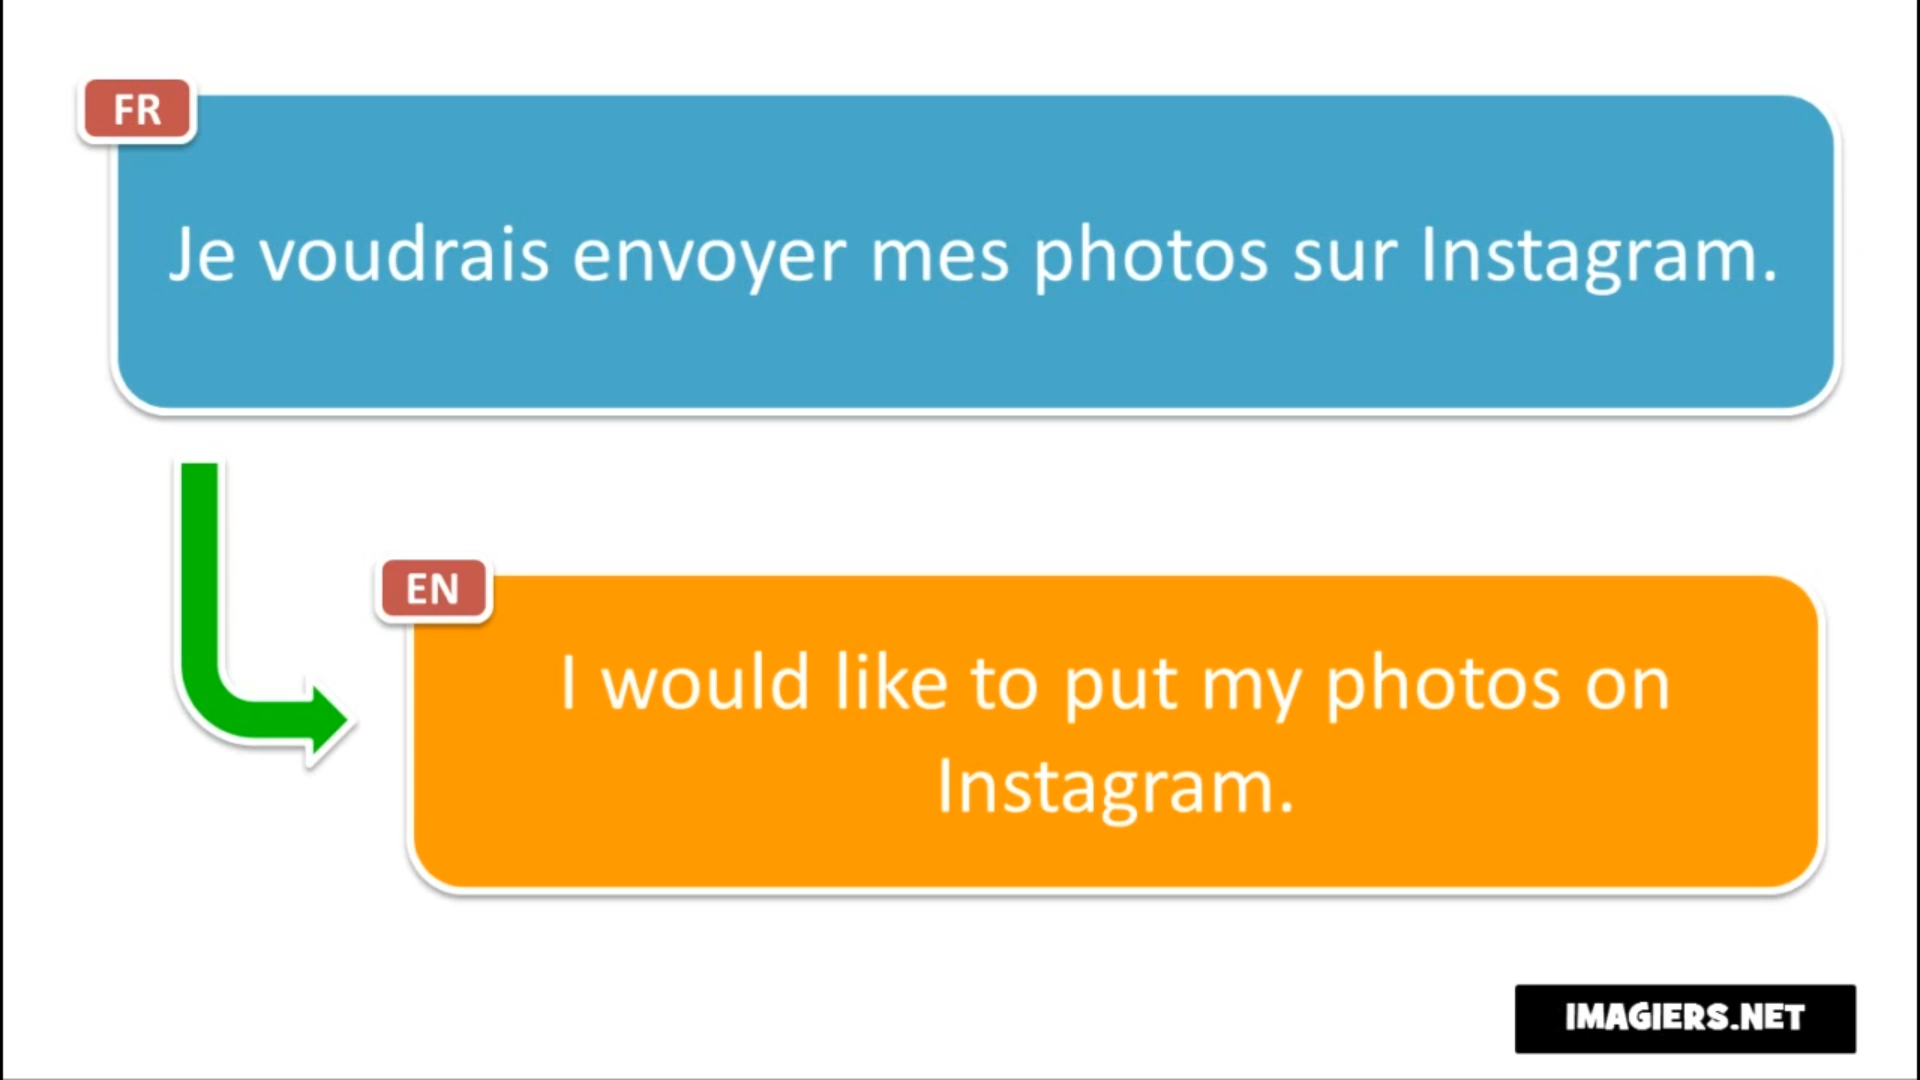 FR
Je voudrais envoyer mes photos sur Instagram.
EN
I would like to put my photos on
Instagram.
IMAGIERS.NET